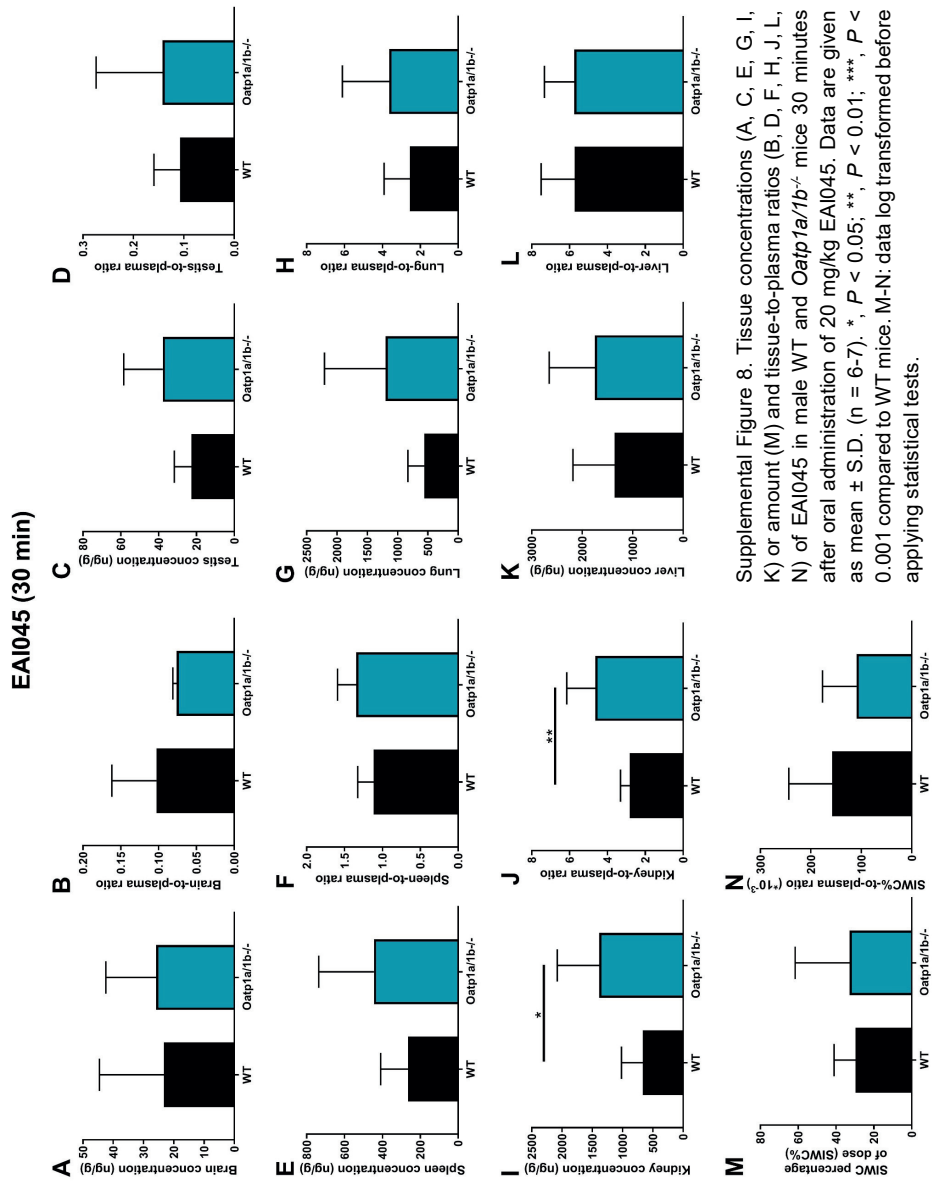 EAI045 (30 min)
A
Brain concentration (ng/g)
80
60
40
20
0
WT
Oatp1a/1b-/-
B
Brain-to-plasma ratio
0.20
0.15
0.10
0.05
0.00
WT
Oatp1a/1b-/-
C
Testis concentration (ng/g)
80
60
40
20
0
WT
Oatp1a/1b-/-
D
Testis-to-plasma ratio
0.3
0.2
0.1
0.0
WT
Oatp1a/1b-/-
E
Spleen concentration (ng/g)
800
600
400
200
0
WT
Oatp1a/1b-/-
F
Spleen-to-plasma ratio
2.0
1.5
1.0
0.5
0.0
WT
Oatp1a/1b-/-
G
Lung concentration (ng/g)
2500
2000
1500
10000
5000
0
WT
Oatp1a/1b-/-
H
Lung-to-plasma ratio
8
6
4
2
0
WT
Oatp1a/1b-/-
I
Kidney concentration (ng/g)
2500
2000
1500
1000
500
0
*
WT
Oatp1a/1b-/-
J
Kidney-to-plasma ratio
8
6
4
2
0
**
WT
Oatp1a/1b-/-
K
Liver concentration (ng/g)
30000
20000
10000
0
WT
Oatp1a/1b-/-
L
Liver-to-plasma ratio
8
6
4
2
0
WT
Oatp1a/1b-/-
M
SIWC percentage
of dose (SIWC%)
80
60
40
20
0
WT
Oatp1a/1b-/-
N
SIWC%-to-plasma ratio (*10-3)
300
200
100
0
WT
Oatp1a/1b-/-
Supplemental Figure 8. Tissue concentrations (A, C, E, G, I,
K) or amount (M) and tissue-to-plasma ratios (B, D, F, H, J, L,
N) of EAI045 in male WT and Oatp1a/1b-/- mice 30 minutes
after oral administration of 20 mg/kg EAI045. Data are given
as mean ± S.D. (n = 6-7). *, P < 0.05; **, P < 0.01; ***, P <
0.001 compared to WT mice. M-N: data log transformed before
applying statistical tests.